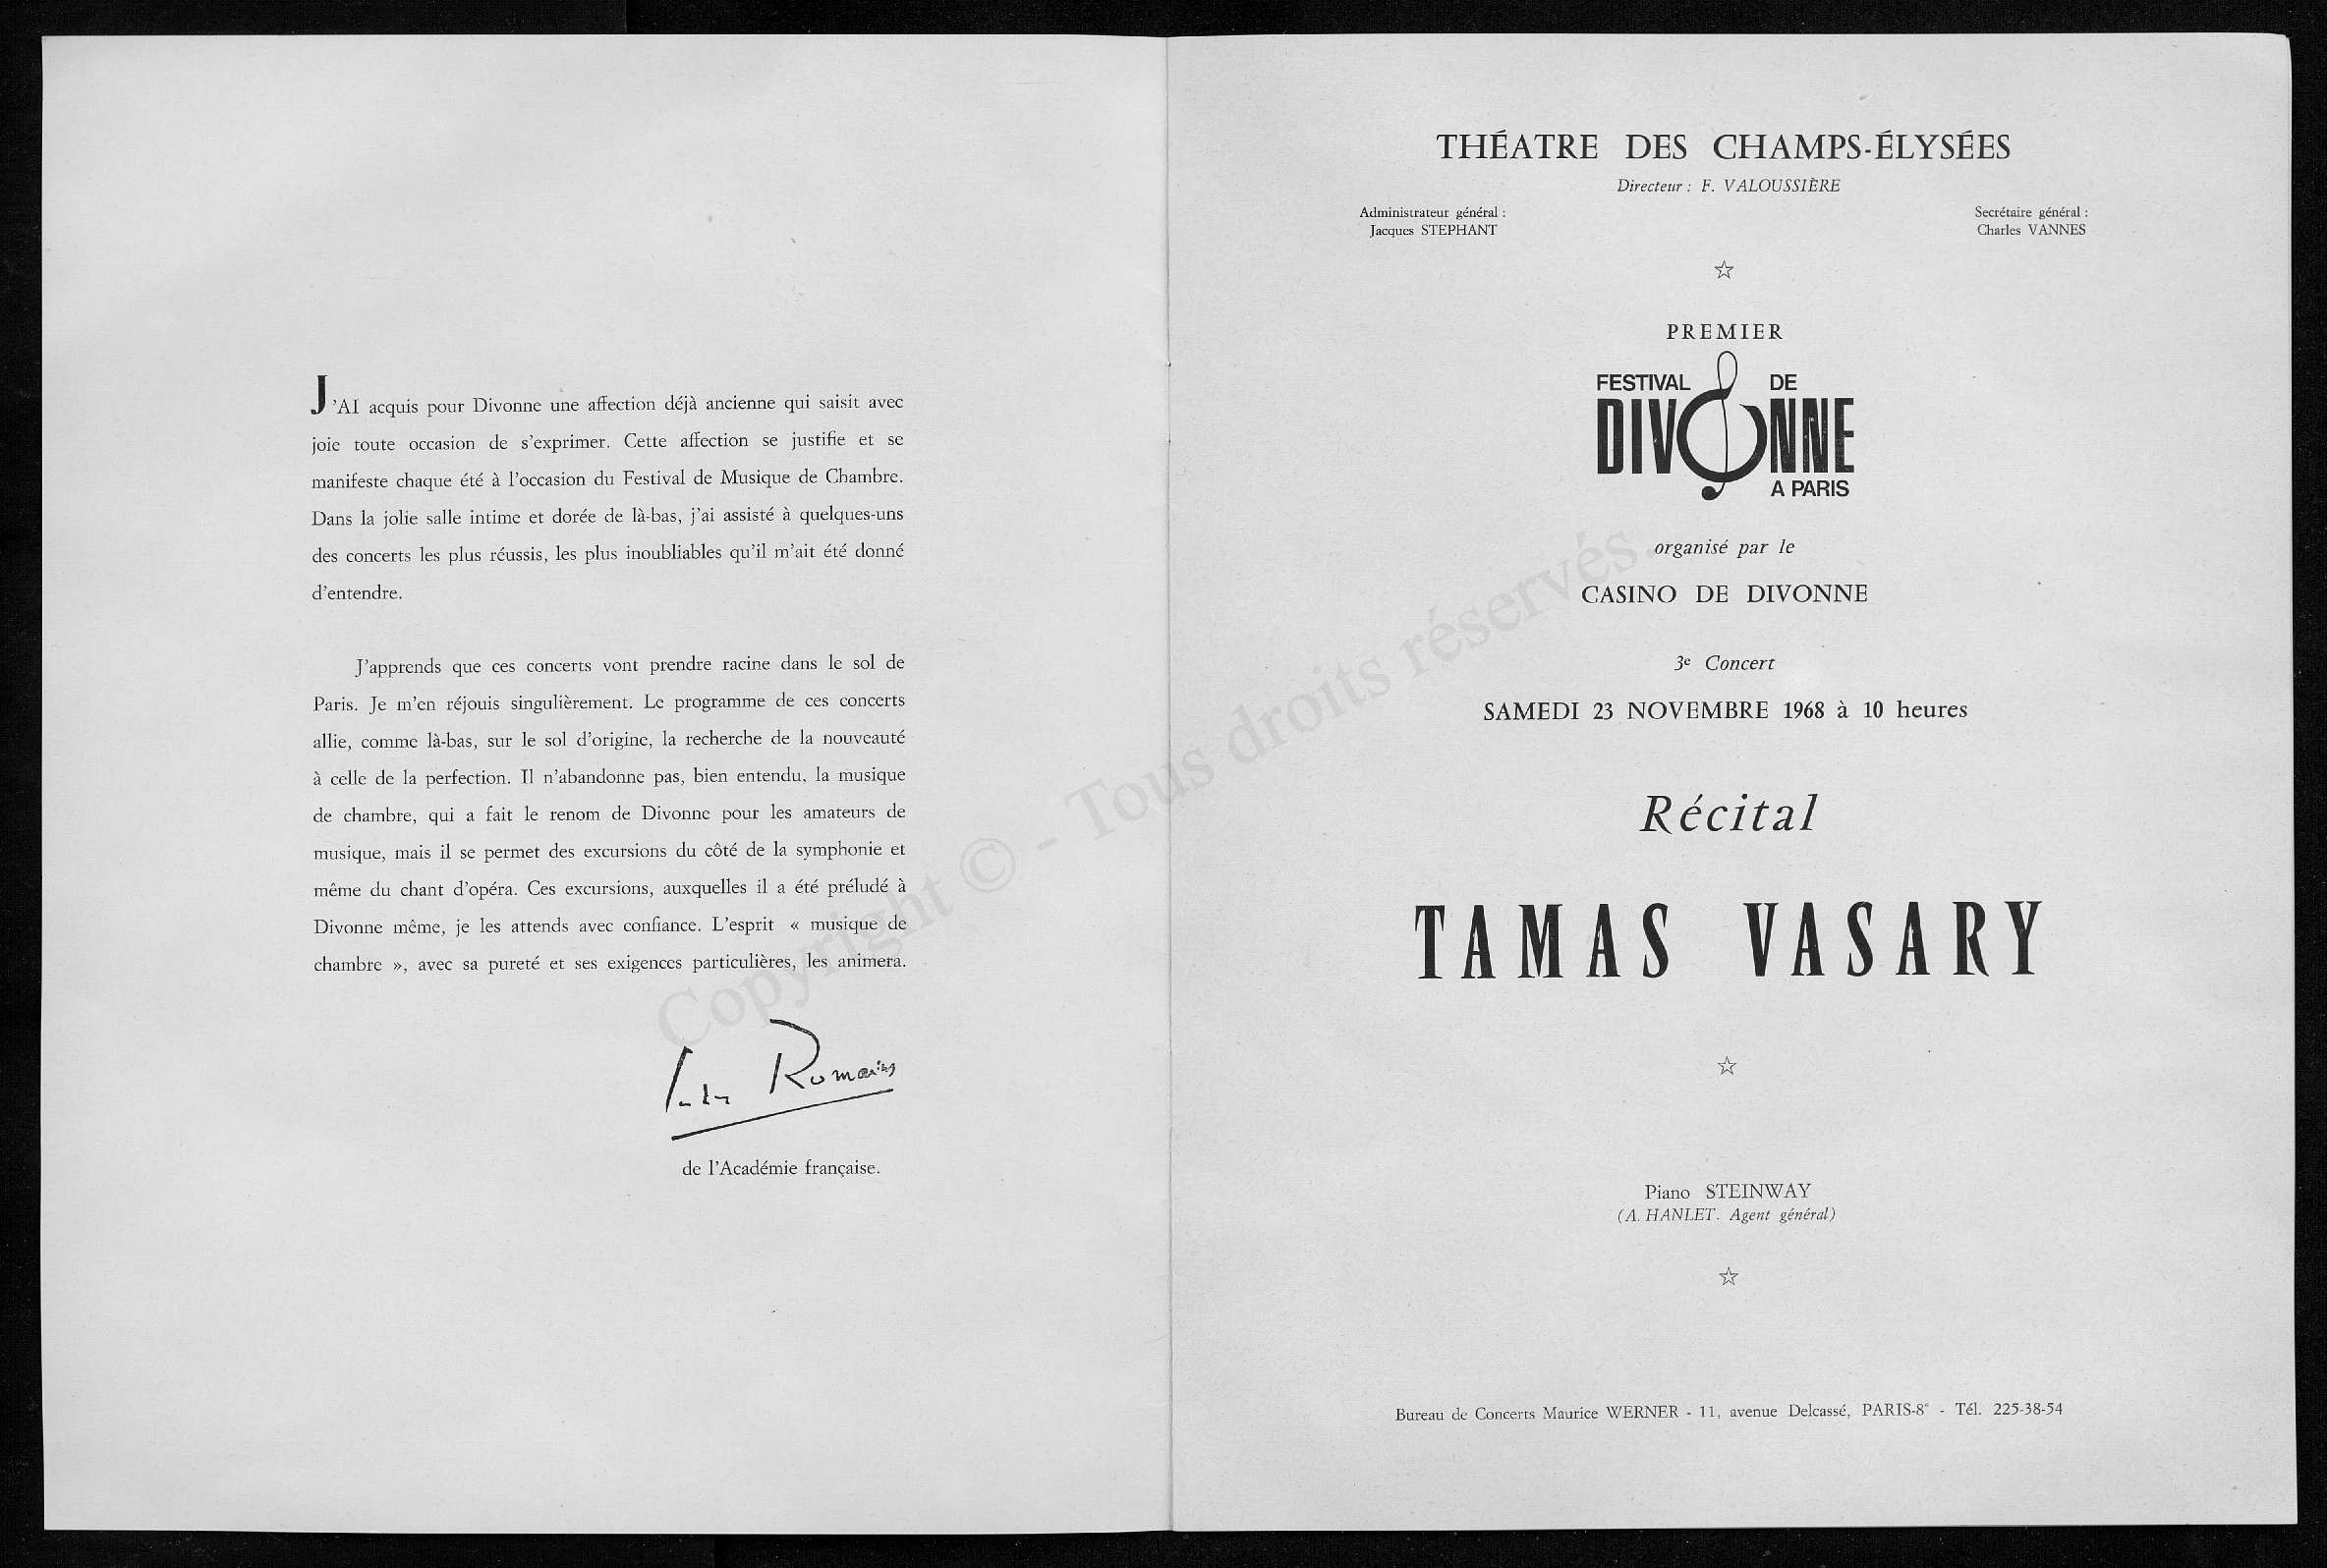 J'AI acquis pour Divonne une affection déjà ancienne qui saisit avec
joie toute occasion de s'exprimer. Cette affection se justifie et se
manifeste chaque été à l'occasion du Festival de Musique de Chambre.
Dans la jolie salle intime et dorée de là-bas, j'ai assisté à quelques-uns
des concerts les plus réussis, les plus inoubliables qu'il m'ait été donné
d'entendre.
J'apprends que ces concerts vont prendre racine dans le sol de
Paris. Je m'en réjouis singulièrement. Le programme de ces concerts
allie, comme là-bas, sur le sol d'origine, la recherche de la nouveauté
à celle de la perfection. Il n'abandonne pas, bien entendu, la musique
de chambre, qui a fait le renom de Divonne pour les amateurs de
musique, mais il se permet des excursions du côté de la symphonie et
même du chant d'opéra. Ces excursions, auxquelles il a été préludé à
Divonne même, je les attends avec confiance. L'esprit « musique de
chambre », avec sa pureté et ses exigences particulières, les animera.
Jules Romains
de l'Académie française.
THÉATRE DES CHAMPS-ÉLYSÉES
Directeur : F. VALOUSSIÈRE
Administrateur général :
Jacques STEPHANT
Secrétaire général :
Charles VANNES
PREMIER
FESTIVAL DE
DIVONNE
A PARIS
organisé par le
CASINO DE DIVONNE
3e Concert
SAMEDI 23 NOVEMBRE 1968 à 10 heures
Récital
TAMAS VASARY
Piano STEINWAY
(A. HANLET. Agent général)
Bureau de Concerts Maurice WERNER - 11, avenue Delcassé, PARIS-8e - Tél. 225-38-54
Copyright © - Tous droits réservés.